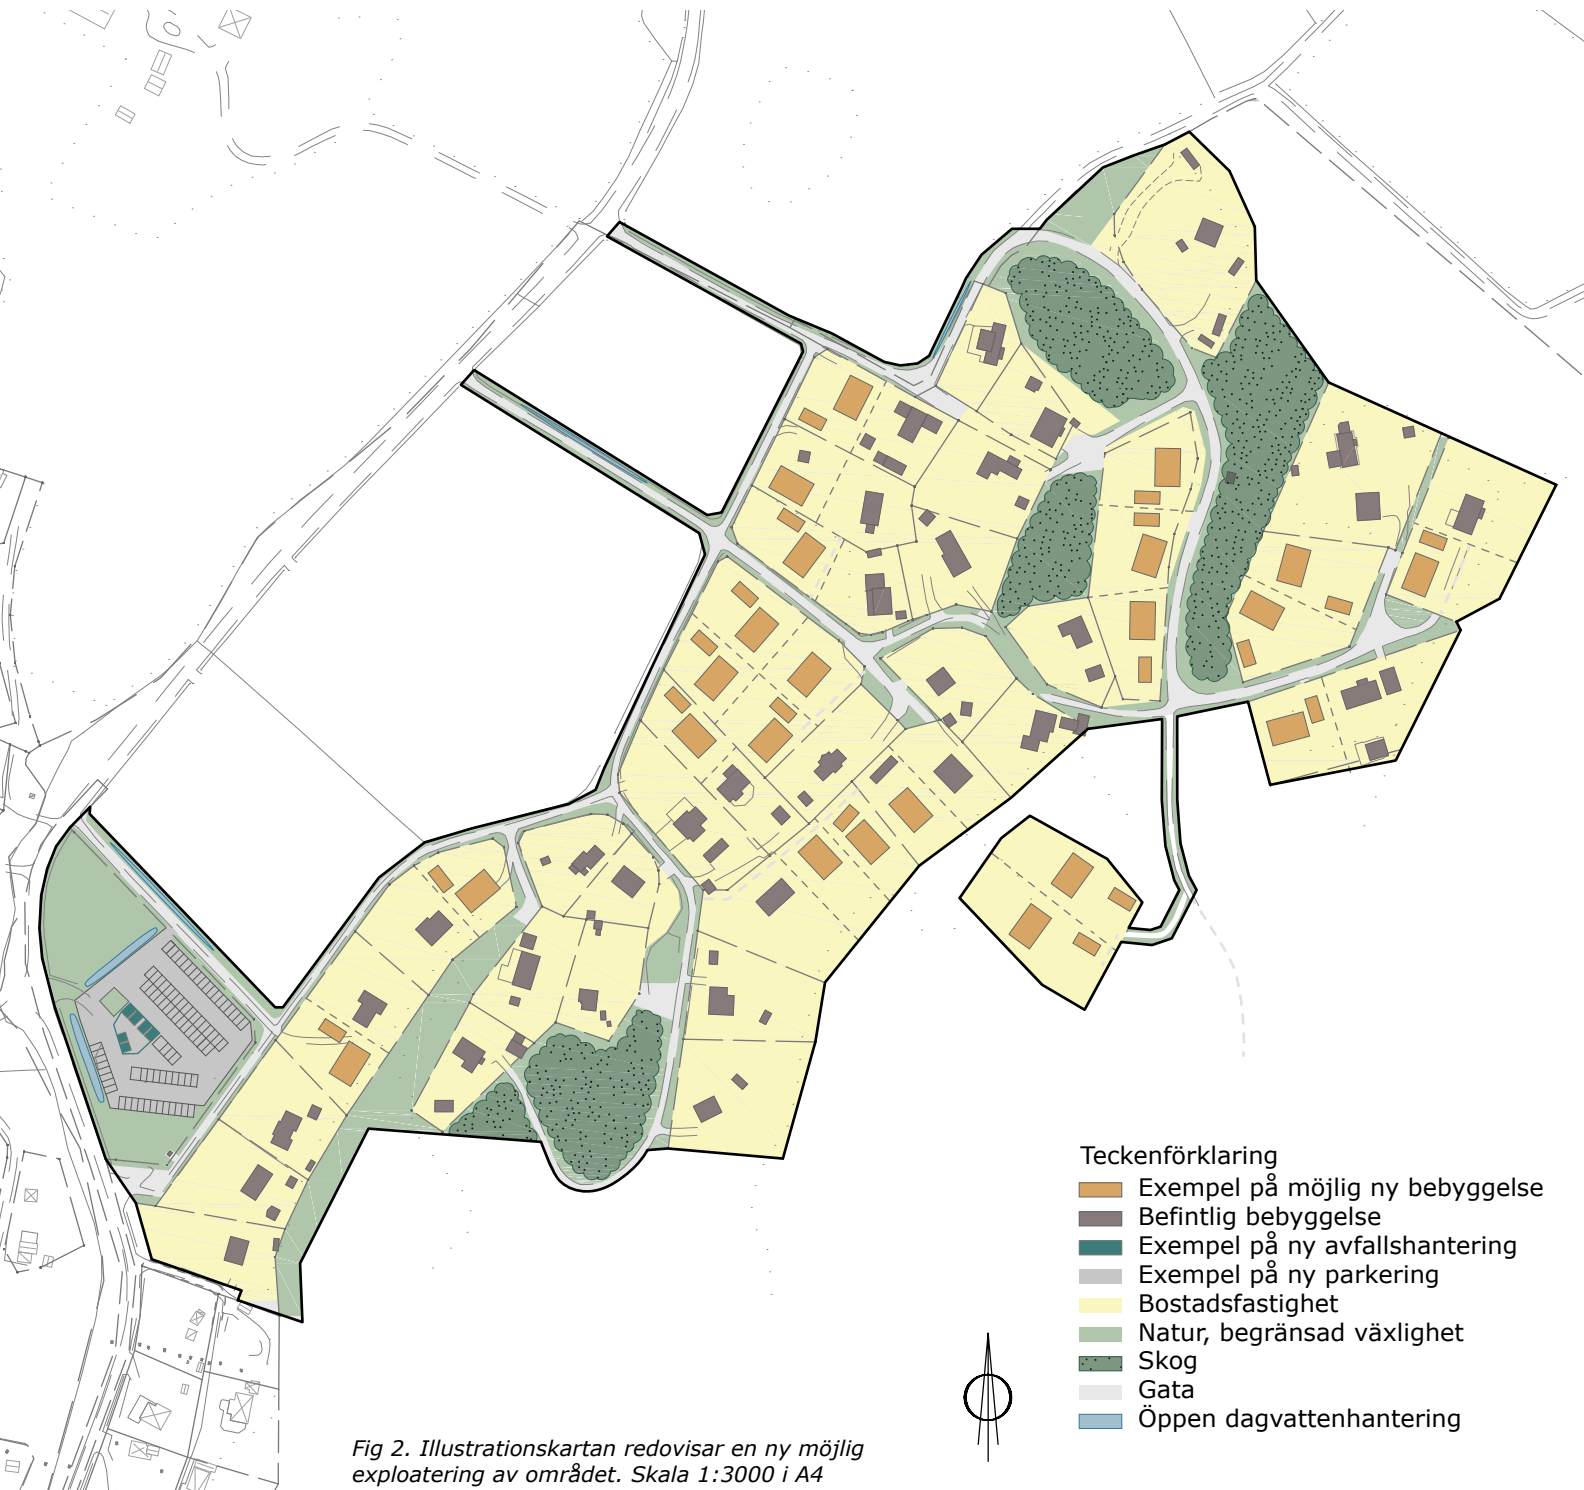 Teckenförklaring
Exempel på möjlig ny bebyggelse
Befintlig bebyggelse
Exempel på ny avfallshantering
Exempel på ny parkering
Bostadsfastighet
Natur, begränsad växlighet
Skog
Gata
Öppen dagvattenhantering
Fig 2. Illustrationskartan redovisar en ny möjlig
exploatering av området. Skala 1:3000 i A4